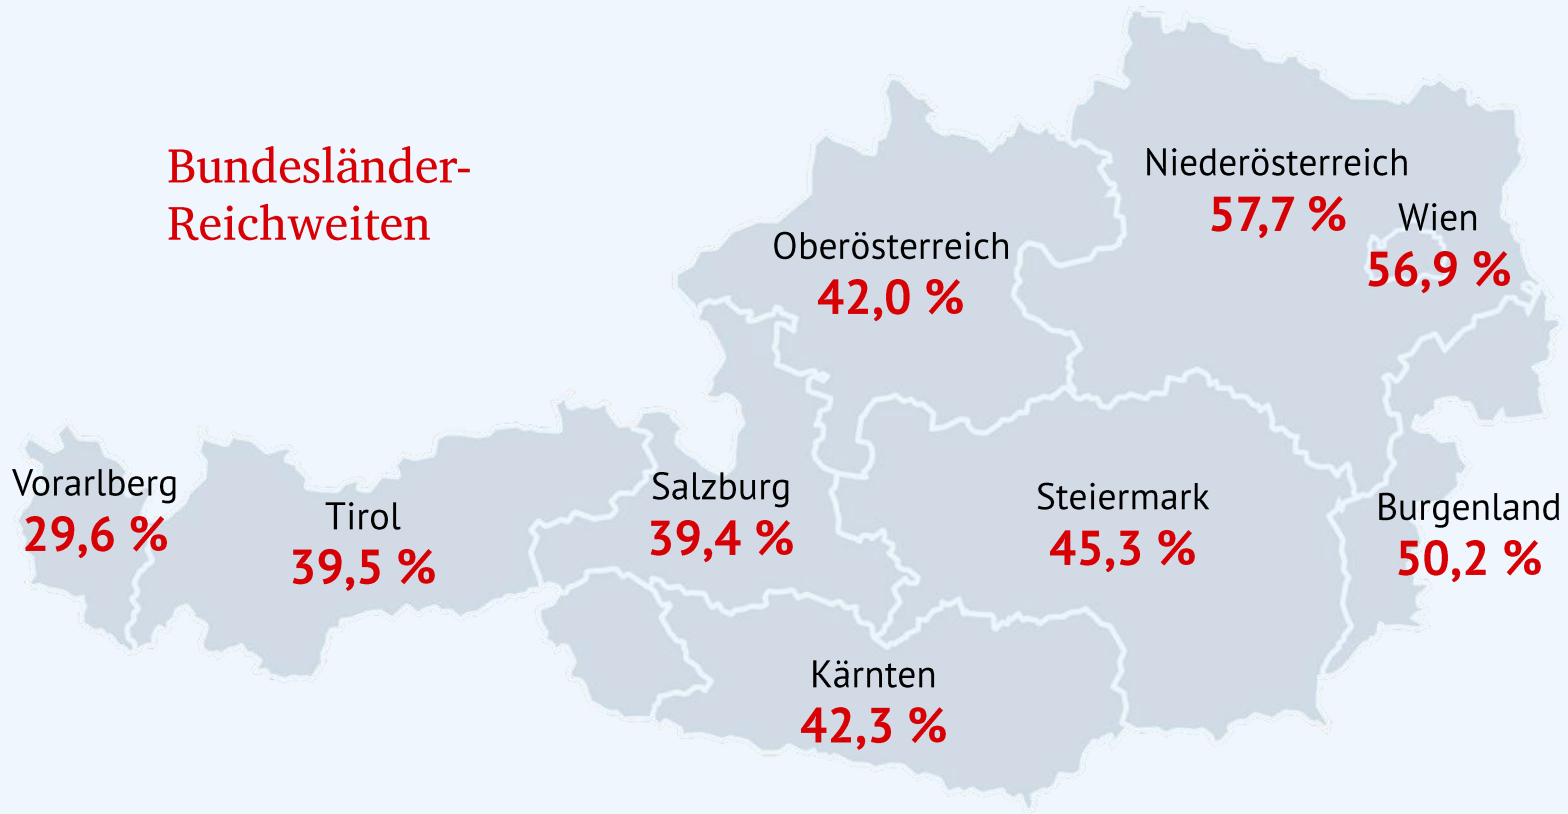 Bundesländer-
Reichweiten
Niederösterreich
57,7 %
Wien
56,9 %
Oberösterreich
42,0 %
Vorarlberg
29,6 %
Tirol
39,5 %
Salzburg
39,4 %
Steiermark
45,3 %
Burgenland
50,2 %
Kärnten
42,3 %